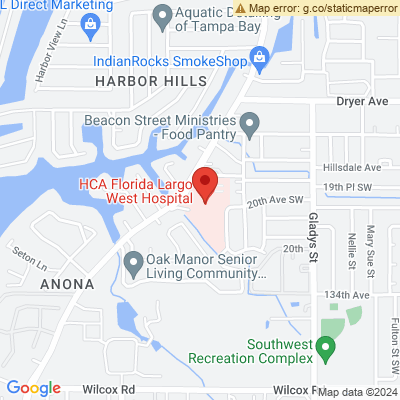 L Direct Marketing
Aquatic D
of Tampa Bay
Map error: g.co/staticmaperror
Harbor View Ln
IndianRocks SmokeShop
HARBOR HILLS
Dryer Ave
Beacon Street Ministries
- Food Pantry
Hillsdale Ave
HCA Florida Largo
West Hospital
19th Pl SW
20th Ave SW
Gladys St
Nellie St
Mary Sue St
20th
Seton Ln
Oak Manor Senior
Living Community...
ANONA
134th Ave
Fulton St SW
Southwest
Recreation Complex
Google
Wilcox Rd
Wilcox R
Map data ©2024